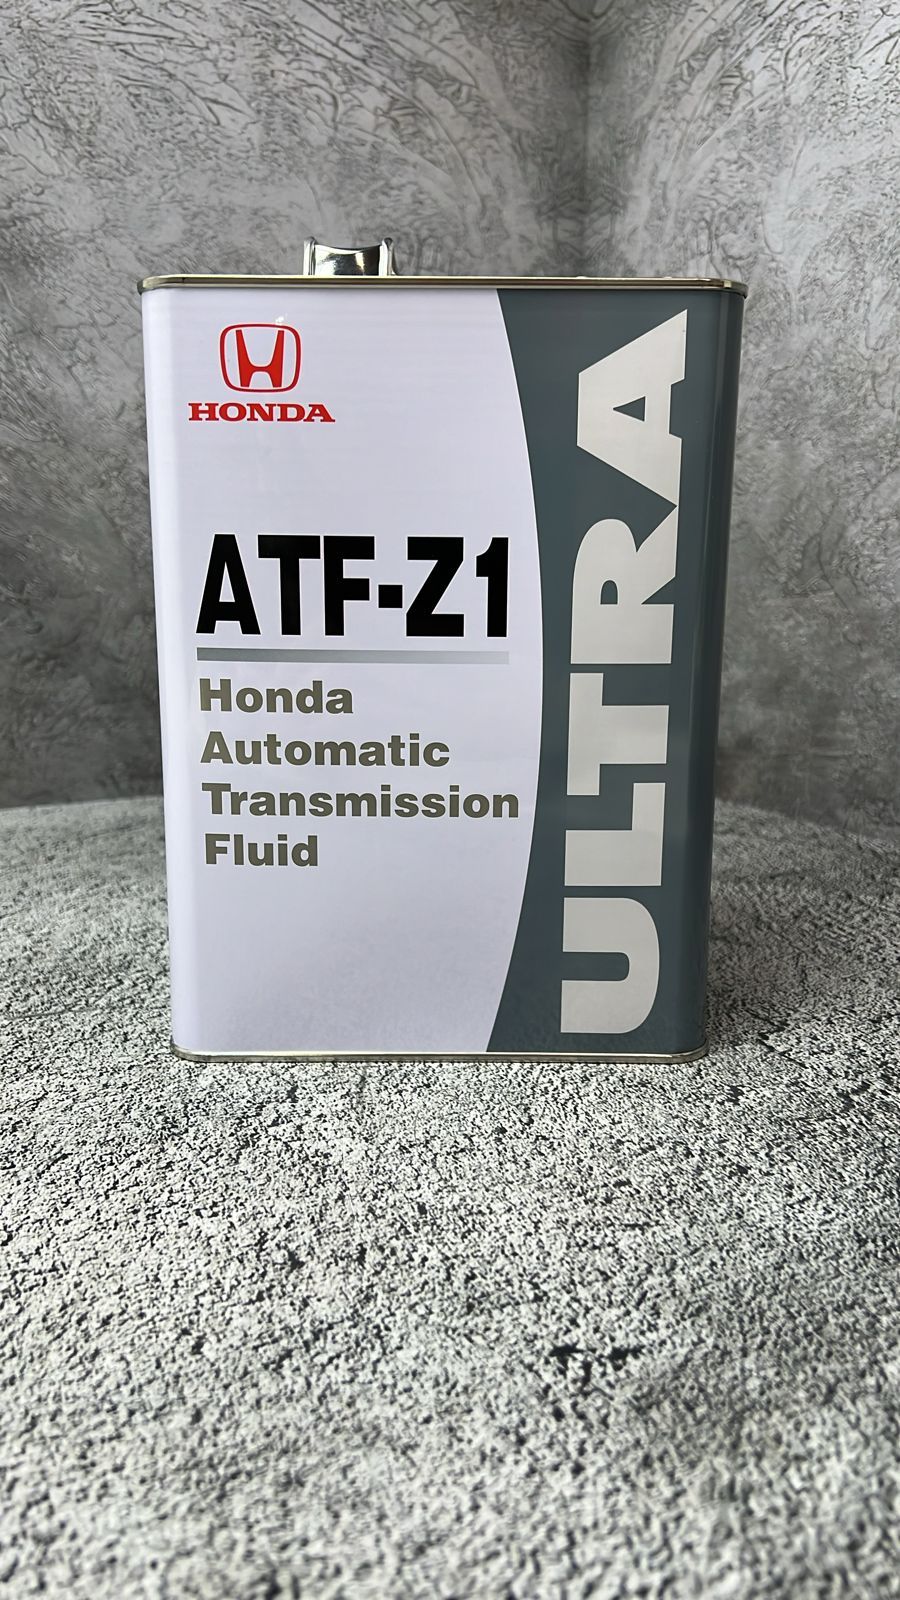 HONDA
ATF-Z1
Honda
Automatic
Transmission
Fluid
ULTRA